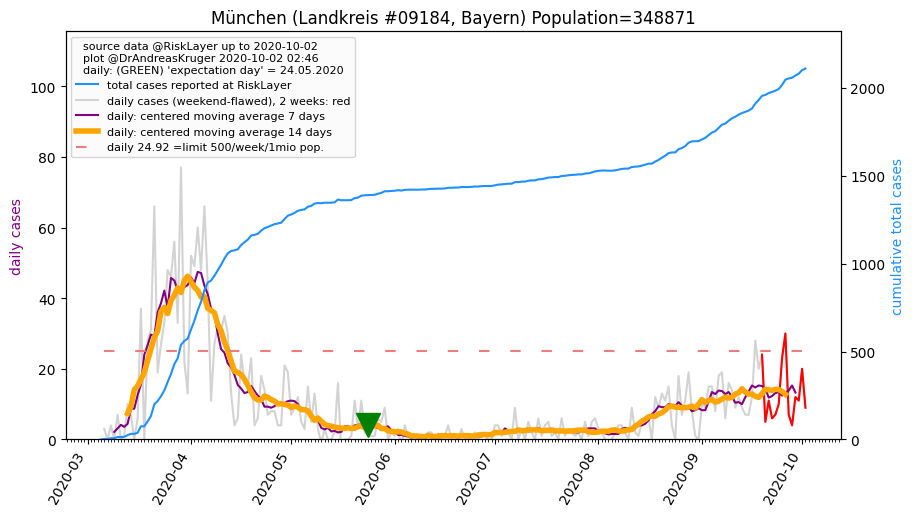 München (Landkreis #09184, Bayern) Population=348871
source data @RiskLayer up to 2020-10-02
plot @DrAndreasKruger 2020-10-02 02:46
daily: (GREEN) 'expectation day' = 24.05.2020
total cases reported at RiskLayer
daily cases (weekend-flawed), 2 weeks: red
daily: centered moving average 7 days
daily: centered moving average 14 days
daily 24.92 =limit 500/week/1mio pop.
daily cases
100
80
60
40
20
0
cumulative total cases
2000
1500
1000
500
0
2020-03
2020-04
2020-05
2020-06
2020-07
2020-08
2020-09
2020-10